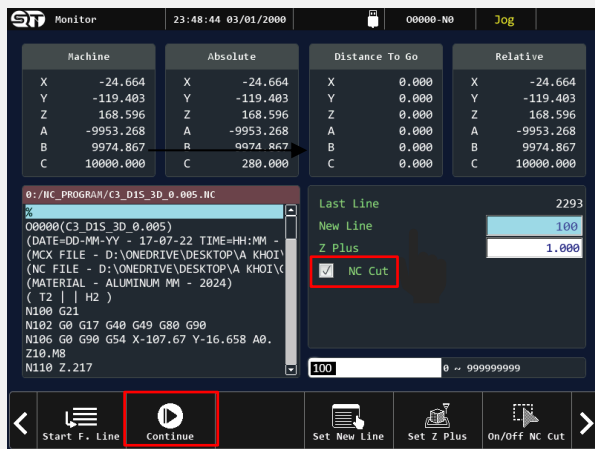 ST Monitor 23:48:44 03/01/2000 O0000-N0 Jog
Machine Absolute Distance To Go Relative
X -24.664 X -24.664 X 0.000 X -24.664
Y -119.403 Y -119.403 Y 0.000 Y -119.403
Z 168.596 Z 168.596 Z 0.000 Z 168.596
A -9953.268 A -9953.268 A 0.000 A -9953.268
B 9974.867 B 9974.867 B 0.000 B 9974.867
C 10000.000 C 280.000 C 0.000 C 10000.000
0:/NC_PROGRAM/C3_D1S_3D_0.005.NC
%
O0000(C3_D1S_3D_0.005)
(DATE=DD-MM-YY - 17-07-22 TIME=HH:MM -
(MCX FILE - D:\ONEDRIVE\DESKTOP\A KHOI\
(NC FILE - D:\ONEDRIVE\DESKTOP\A KHOI\C
(MATERIAL - ALUMINUM MM - 2024)
( T2 | | H2 )
N100 G21
N102 G0 G17 G40 G49 G80 G90
N106 G0 G90 G54 X-107.67 Y-16.658 A0.
Z10.M8
N110 Z.217
Last Line 2293
New Line 100
Z Plus 1.000
NC Cut
100 0 ~ 999999999
Start F. Line Continue Set New Line Set Z Plus On/Off NC Cut